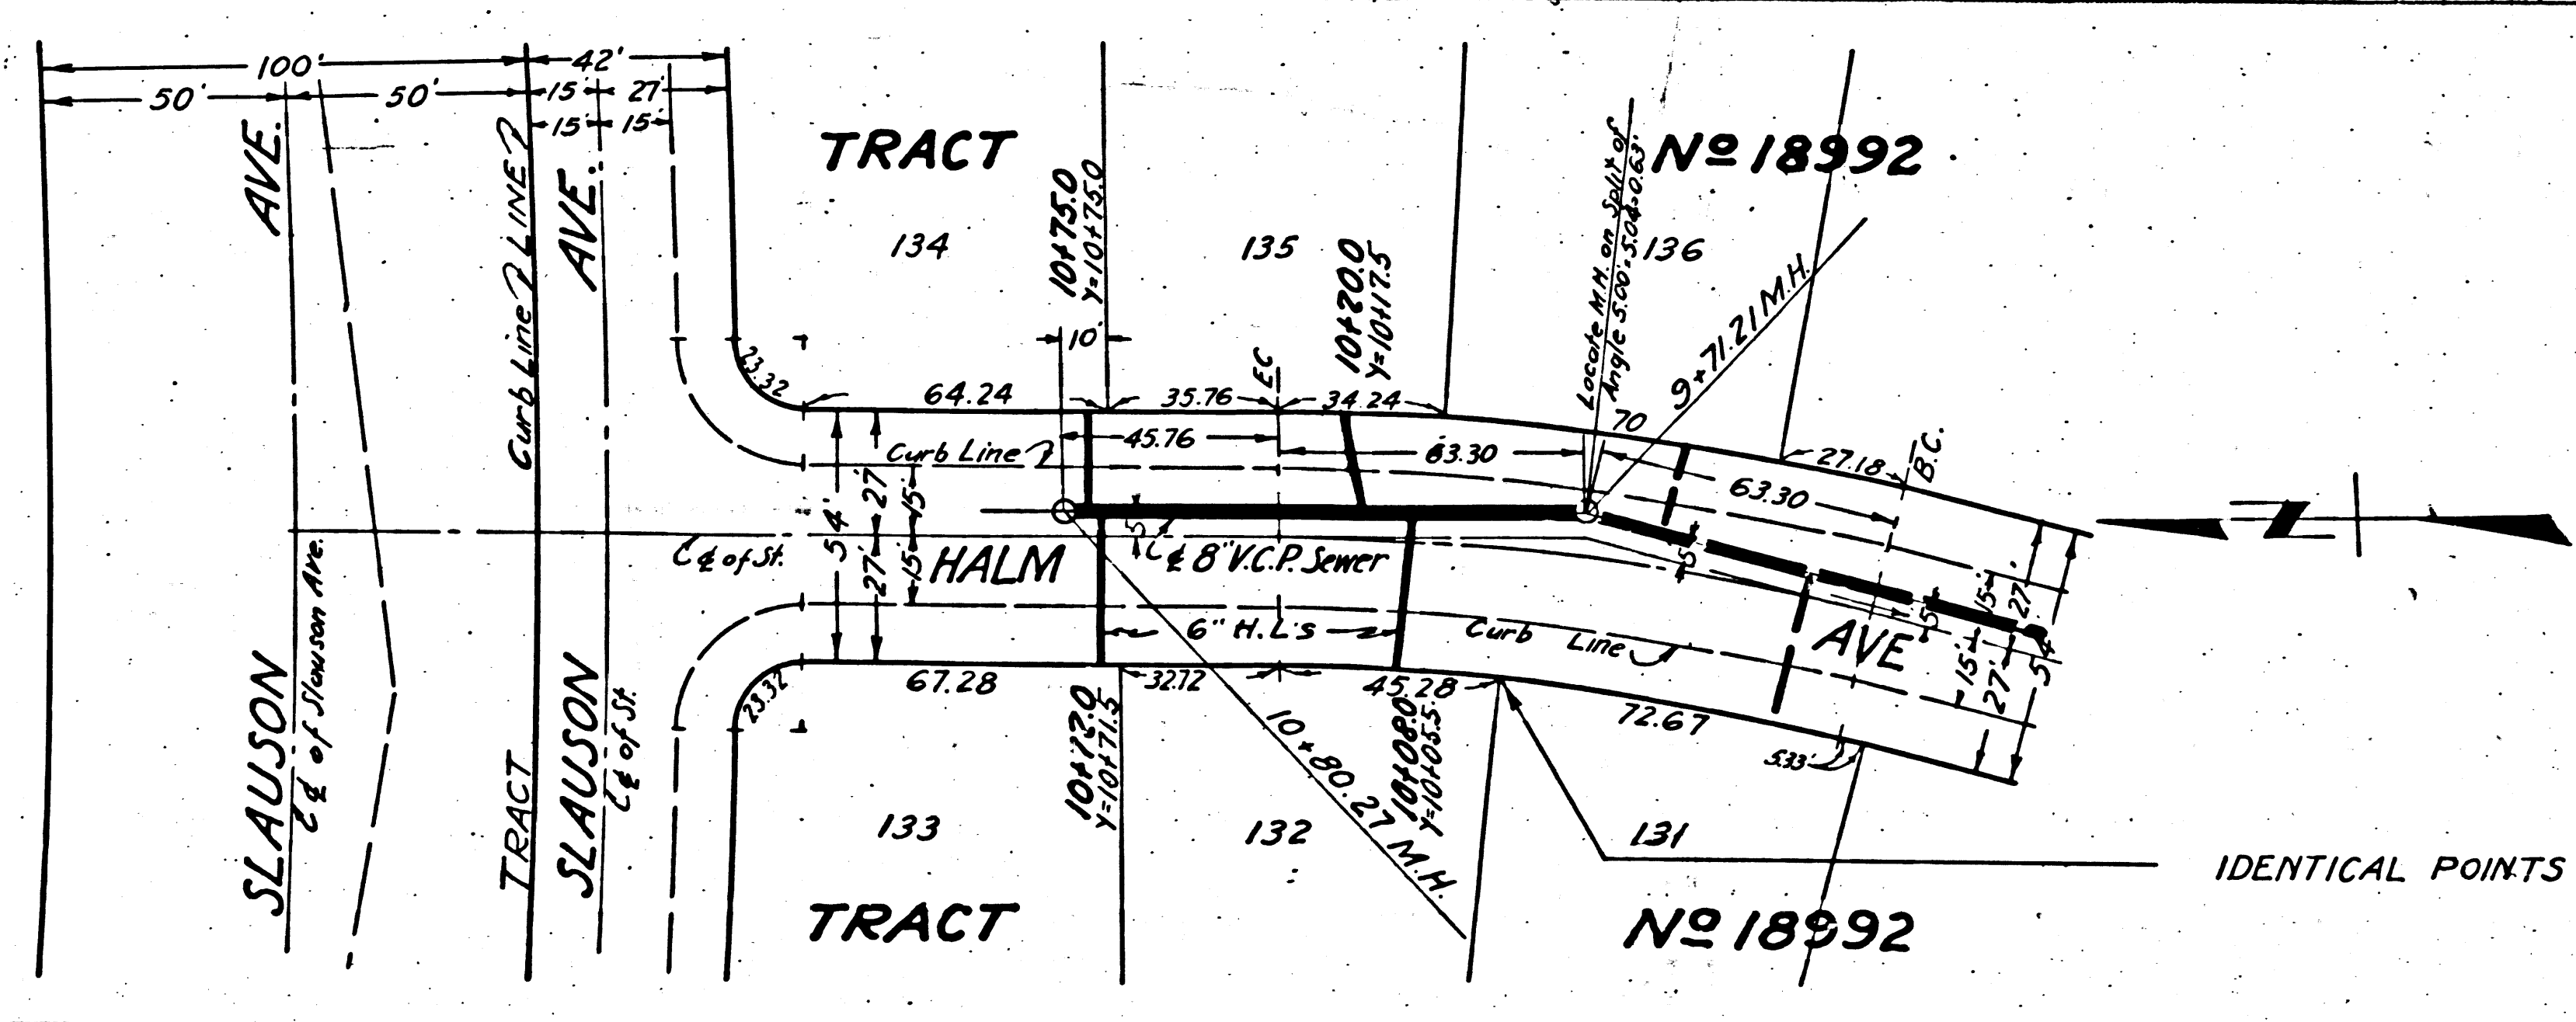 100' 42'
50' 50' 15' 27'
15' 15'
AVE.
Curb Line LINE
AVE.
TRACT
Nº 18992
134
135
136
10+75.0
Y=10+75.0
10+20.0
Y=10+17.5
Locate M.H. on Split of
Angle 5.00'÷5.04=0.63'
9+71.21 M.H.
10'
EC
23.32
64.24
35.76
34.24
70
27.18
B.C.
45.76
63.30
63.30
Curb Line
27'
15'
54'
27'
15'
5'
5'
5'
15'
27'
54'
15'
27'
℄ of St.
HALM
℄ 8" V.C.P. Sewer
AVE
6" H.L's
Curb Line
N
SLAUSON
℄ of Slauson Ave.
TRACT
SLAUSON
℄ of St.
23.32
67.28
32.72
45.28
72.67
5.33'
10+72.0
Y=10+71.5
10+08.0
Y=10+05.5
10+80.27 M.H.
133
132
131
IDENTICAL POINTS
TRACT
Nº 18992